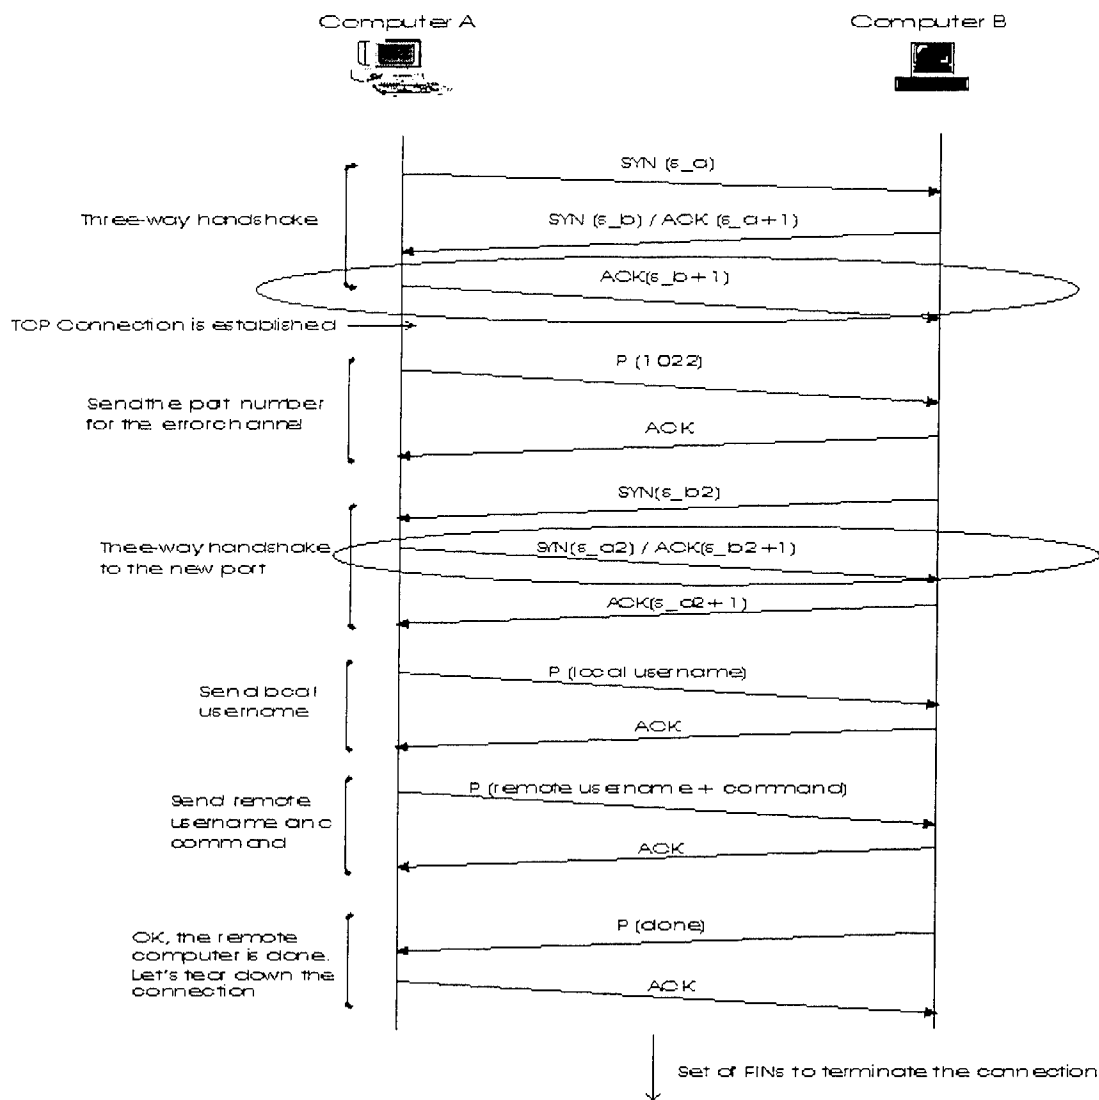 Computer A
Computer B
SYN (s_a)
Three-way handshake
SYN (s_b) / ACK (s_a+1)
ACK(s_b+1)
TCP Connection is established
P (1022)
Send the port number
for the error channel
ACK
SYN(s_b2)
Three-way handshake
to the new port
SYN(s_a2) / ACK(s_b2+1)
ACK(s_a2+1)
P (local username)
Send local
username
ACK
P (remote username + command)
Send remote
username and
command
ACK
P (done)
OK, the remote
computer is done.
Let's tear down the
connection
ACK
Set of FINs to terminate the connection